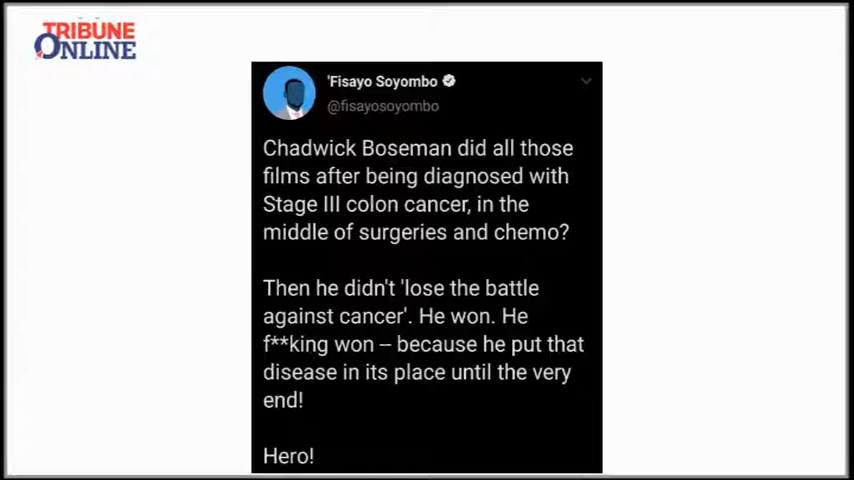 TRIBUNE
ONLINE
'Fisayo Soyombo
@fisayosoyombo
Chadwick Boseman did all those
films after being diagnosed with
Stage III colon cancer, in the
middle of surgeries and chemo?
Then he didn't 'lose the battle
against cancer'. He won. He
f**king won -- because he put that
disease in its place until the very
end!
Hero!